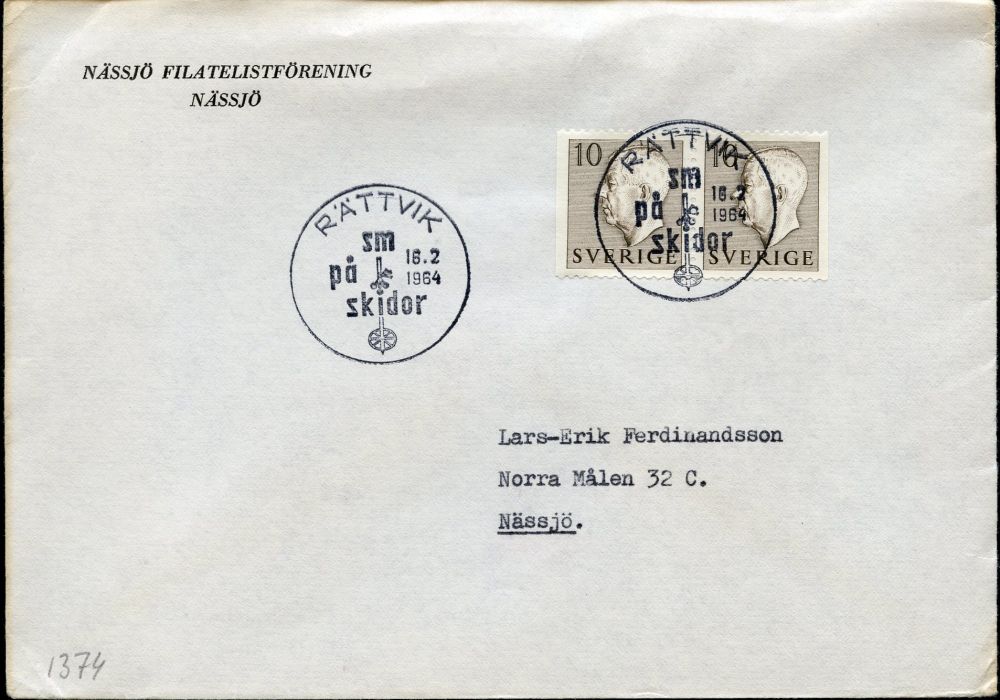 NÄSSJÖ FILATELISTFÖRENING
NÄSSJÖ
RÄTTVIK
sm
på 16.2
1964
skidor
10 10
RÄTTVIK
sm
på 16.2
1964
skidor
SVERIGE SVERIGE
Lars-Erik Ferdinandsson
Norra Målen 32 C.
Nässjö.
1374